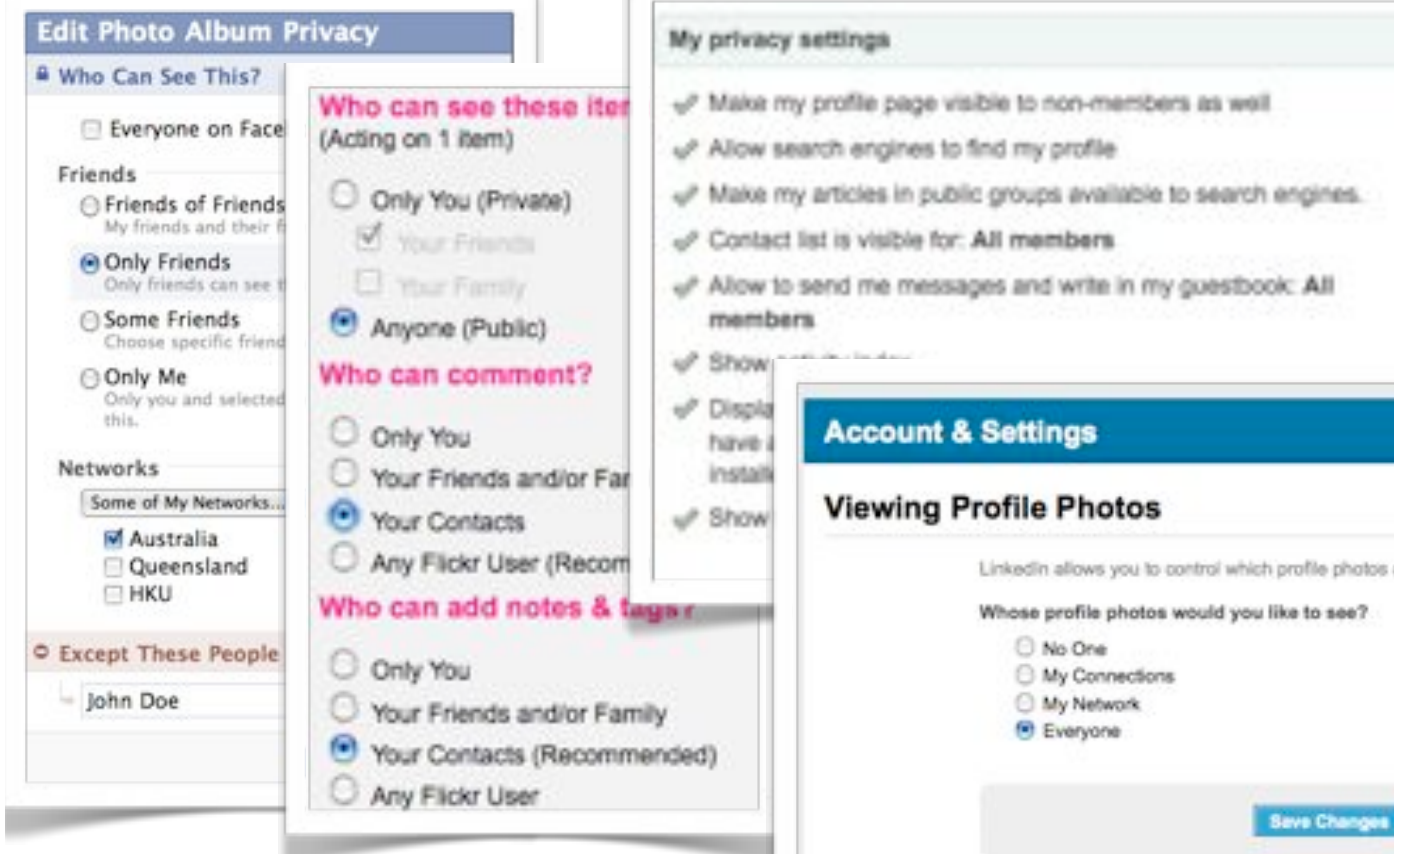 Edit Photo Album Privacy
Who Can See This?
Everyone on Face
Friends
Friends of Friends
My friends and their f
Only Friends
Only friends can see t
Some Friends
Choose specific friend
Only Me
Only you and selected
this.
Networks
Some of My Networks...
Australia
Queensland
HKU
Except These People
John Doe
Who can see these iter
(Acting on 1 item)
Only You (Private)
Your Friends
Your Family
Anyone (Public)
Who can comment?
Only You
Your Friends and/or Far
Your Contacts
Any Flickr User (Recom
Who can add notes & tags?
Only You
Your Friends and/or Family
Your Contacts (Recommended)
Any Flickr User
My privacy settings
Make my profile page visible to non-members as well
Allow search engines to find my profile
Make my articles in public groups available to search engines.
Contact list is visible for: All members
Allow to send me messages and write in my guestbook: All
members
Show activity index
Displa
have a
installe
Show
Account & Settings
Viewing Profile Photos
LinkedIn allows you to control which profile photos
Whose profile photos would you like to see?
No One
My Connections
My Network
Everyone
Save Changes